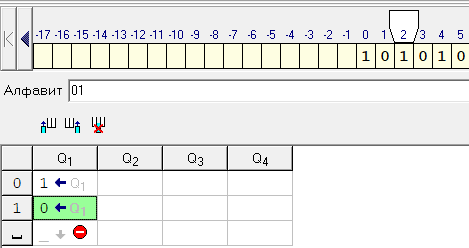 -17 -16 -15 -14 -13 -12 -11 -10 -9 -8 -7 -6 -5 -4 -3 -2 -1 0 1 2 3 4 5
1 0 1 0 1 0
Алфавит 01
Q1 Q2 Q3 Q4
0 1 ← Q1
1 0 ← Q1
_ ↓